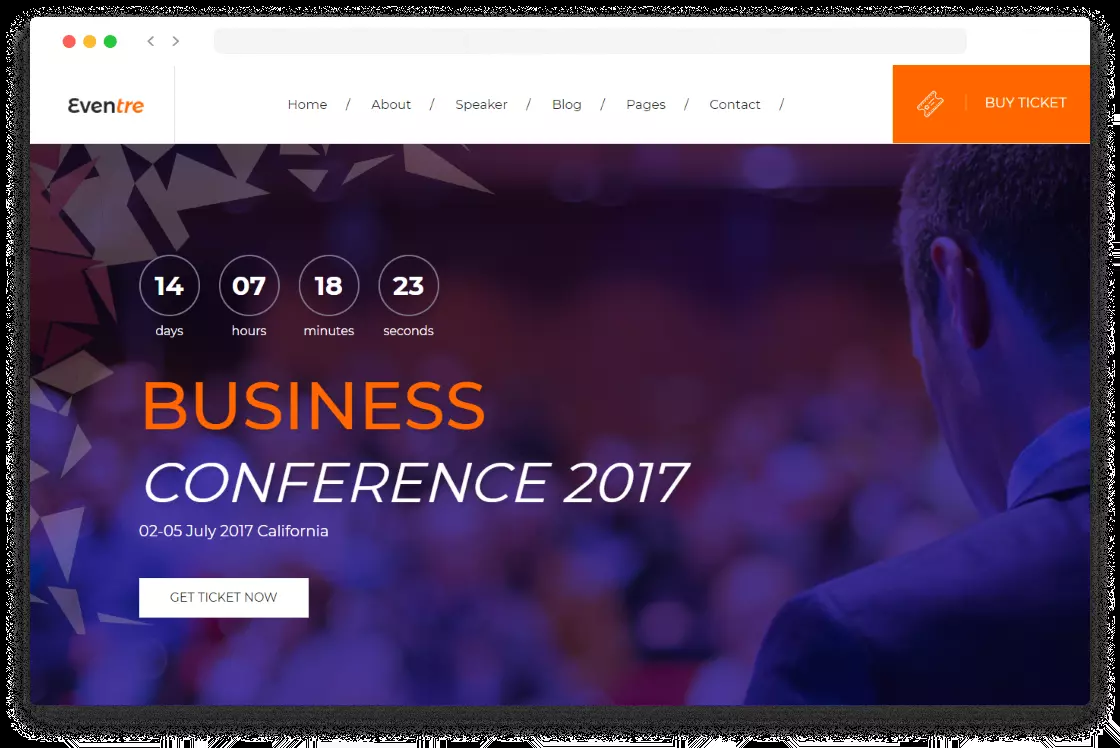 Eventre
Home / About / Speaker / Blog / Pages / Contact /
BUY TICKET
14 07 18 23
days hours minutes seconds
BUSINESS
CONFERENCE 2017
02-05 July 2017 California
GET TICKET NOW